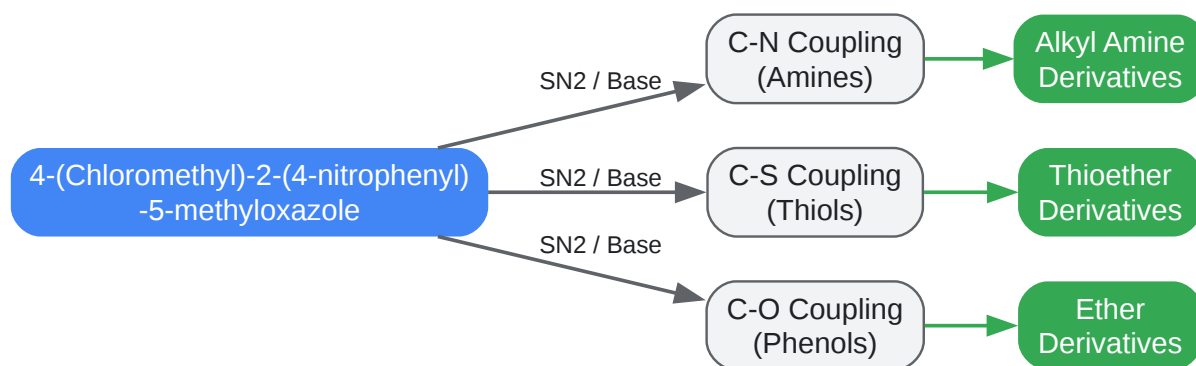 4-(Chloromethyl)-2-(4-nitrophenyl)
-5-methyloxazole
SN2 / Base
C-N Coupling
(Amines)
Alkyl Amine
Derivatives
SN2 / Base
C-S Coupling
(Thiols)
Thioether
Derivatives
SN2 / Base
C-O Coupling
(Phenols)
Ether
Derivatives